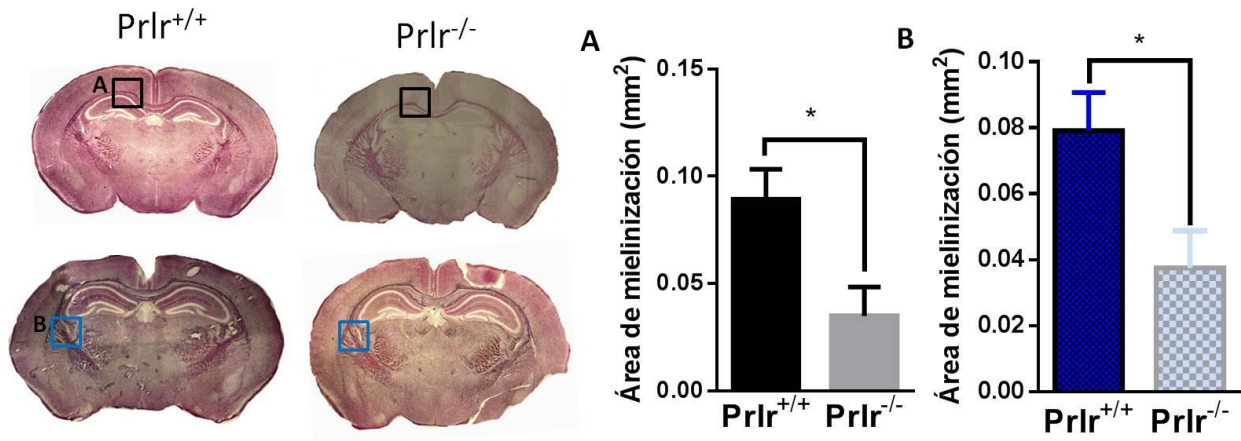 Prlr+/+
Prlr-/-
A
B
A
Área de mielinización (mm2)
0.15
0.10
0.05
0.00
*
Prlr+/+
Prlr-/-
B
Área de mielinización (mm2)
0.10
0.08
0.06
0.04
0.02
0.00
*
Prlr+/+
Prlr-/-